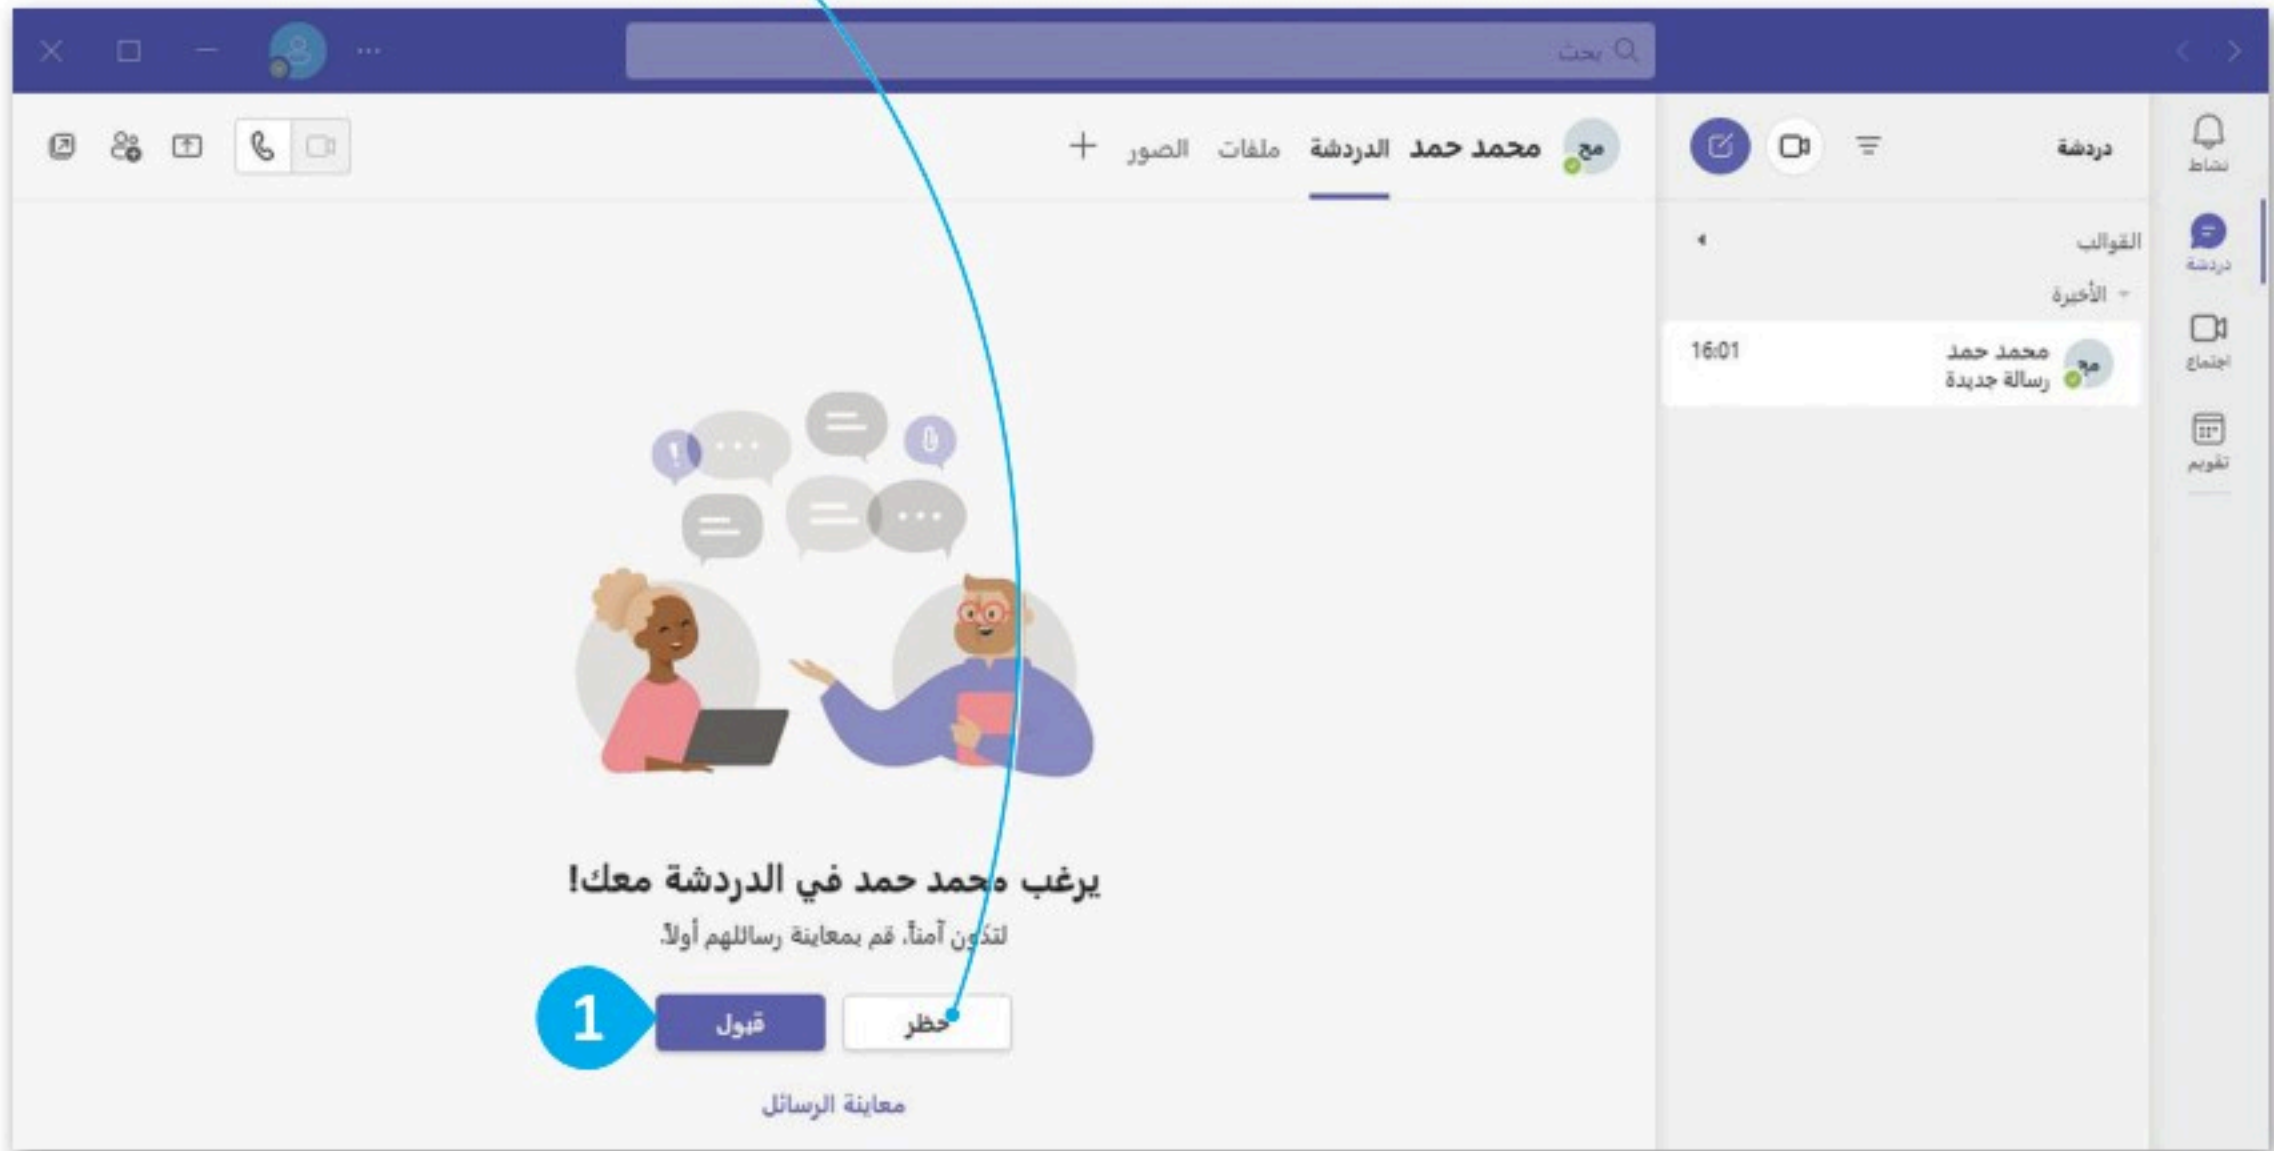 بحث
نشاط
دردشة
اجتماع
تقويم
دردشة
القوالب
الأخيرة
محمد حمد 16:01
رسالة جديدة
مح
مح محمد حمد الدردشة ملفات الصور
يرغب محمد حمد في الدردشة معك!
لتكون آمناً، قم بمعاينة رسائلهم أولاً.
حظر قبول 1
معاينة الرسائل